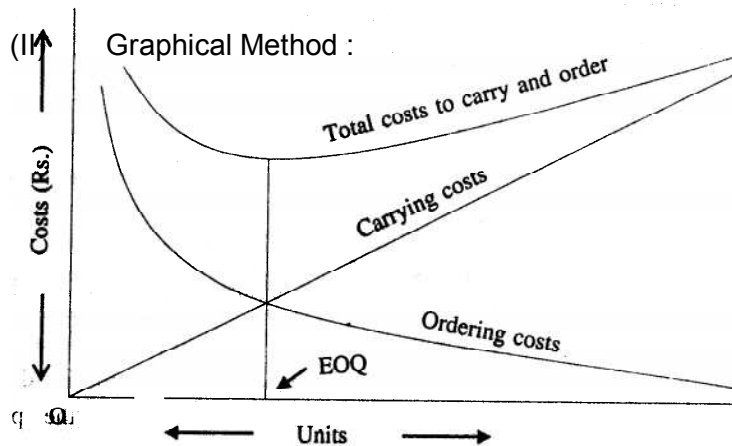 (II) Graphical Method :
Total costs to carry and order
Carrying costs
Costs (Rs.)
Ordering costs
EOQ
Units